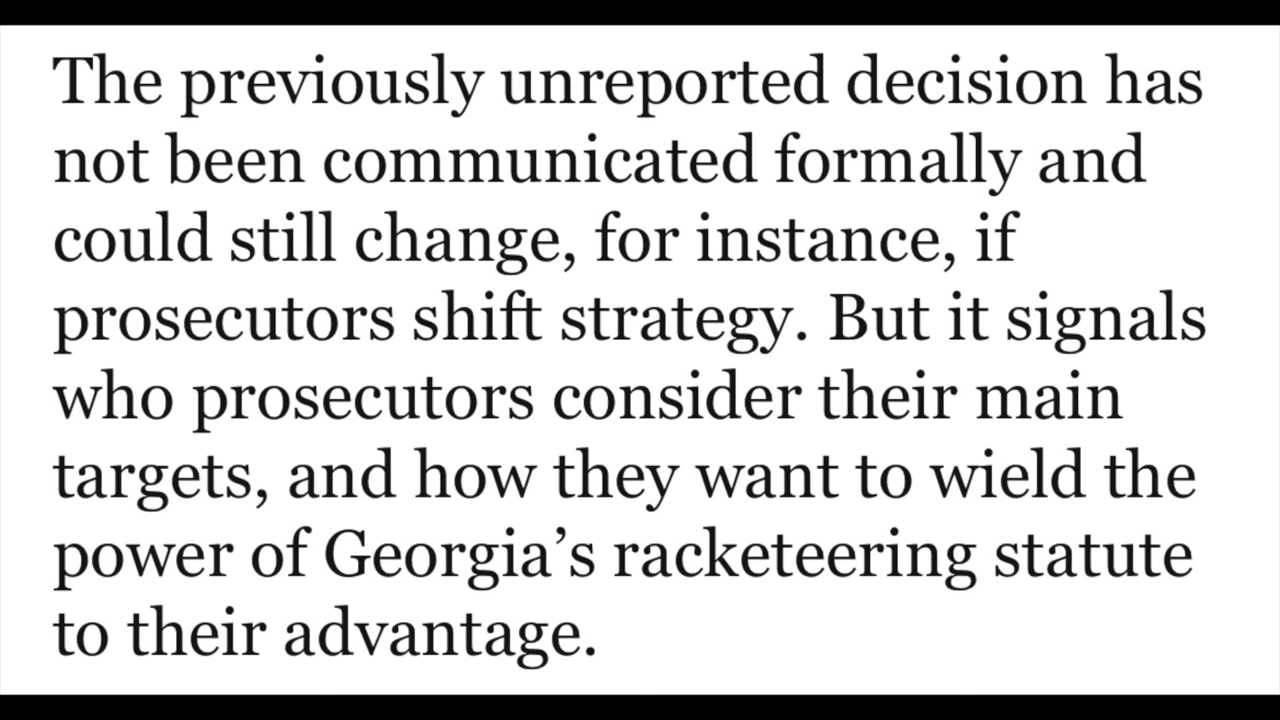 The previously unreported decision has
not been communicated formally and
could still change, for instance, if
prosecutors shift strategy. But it signals
who prosecutors consider their main
targets, and how they want to wield the
power of Georgia’s racketeering statute
to their advantage.